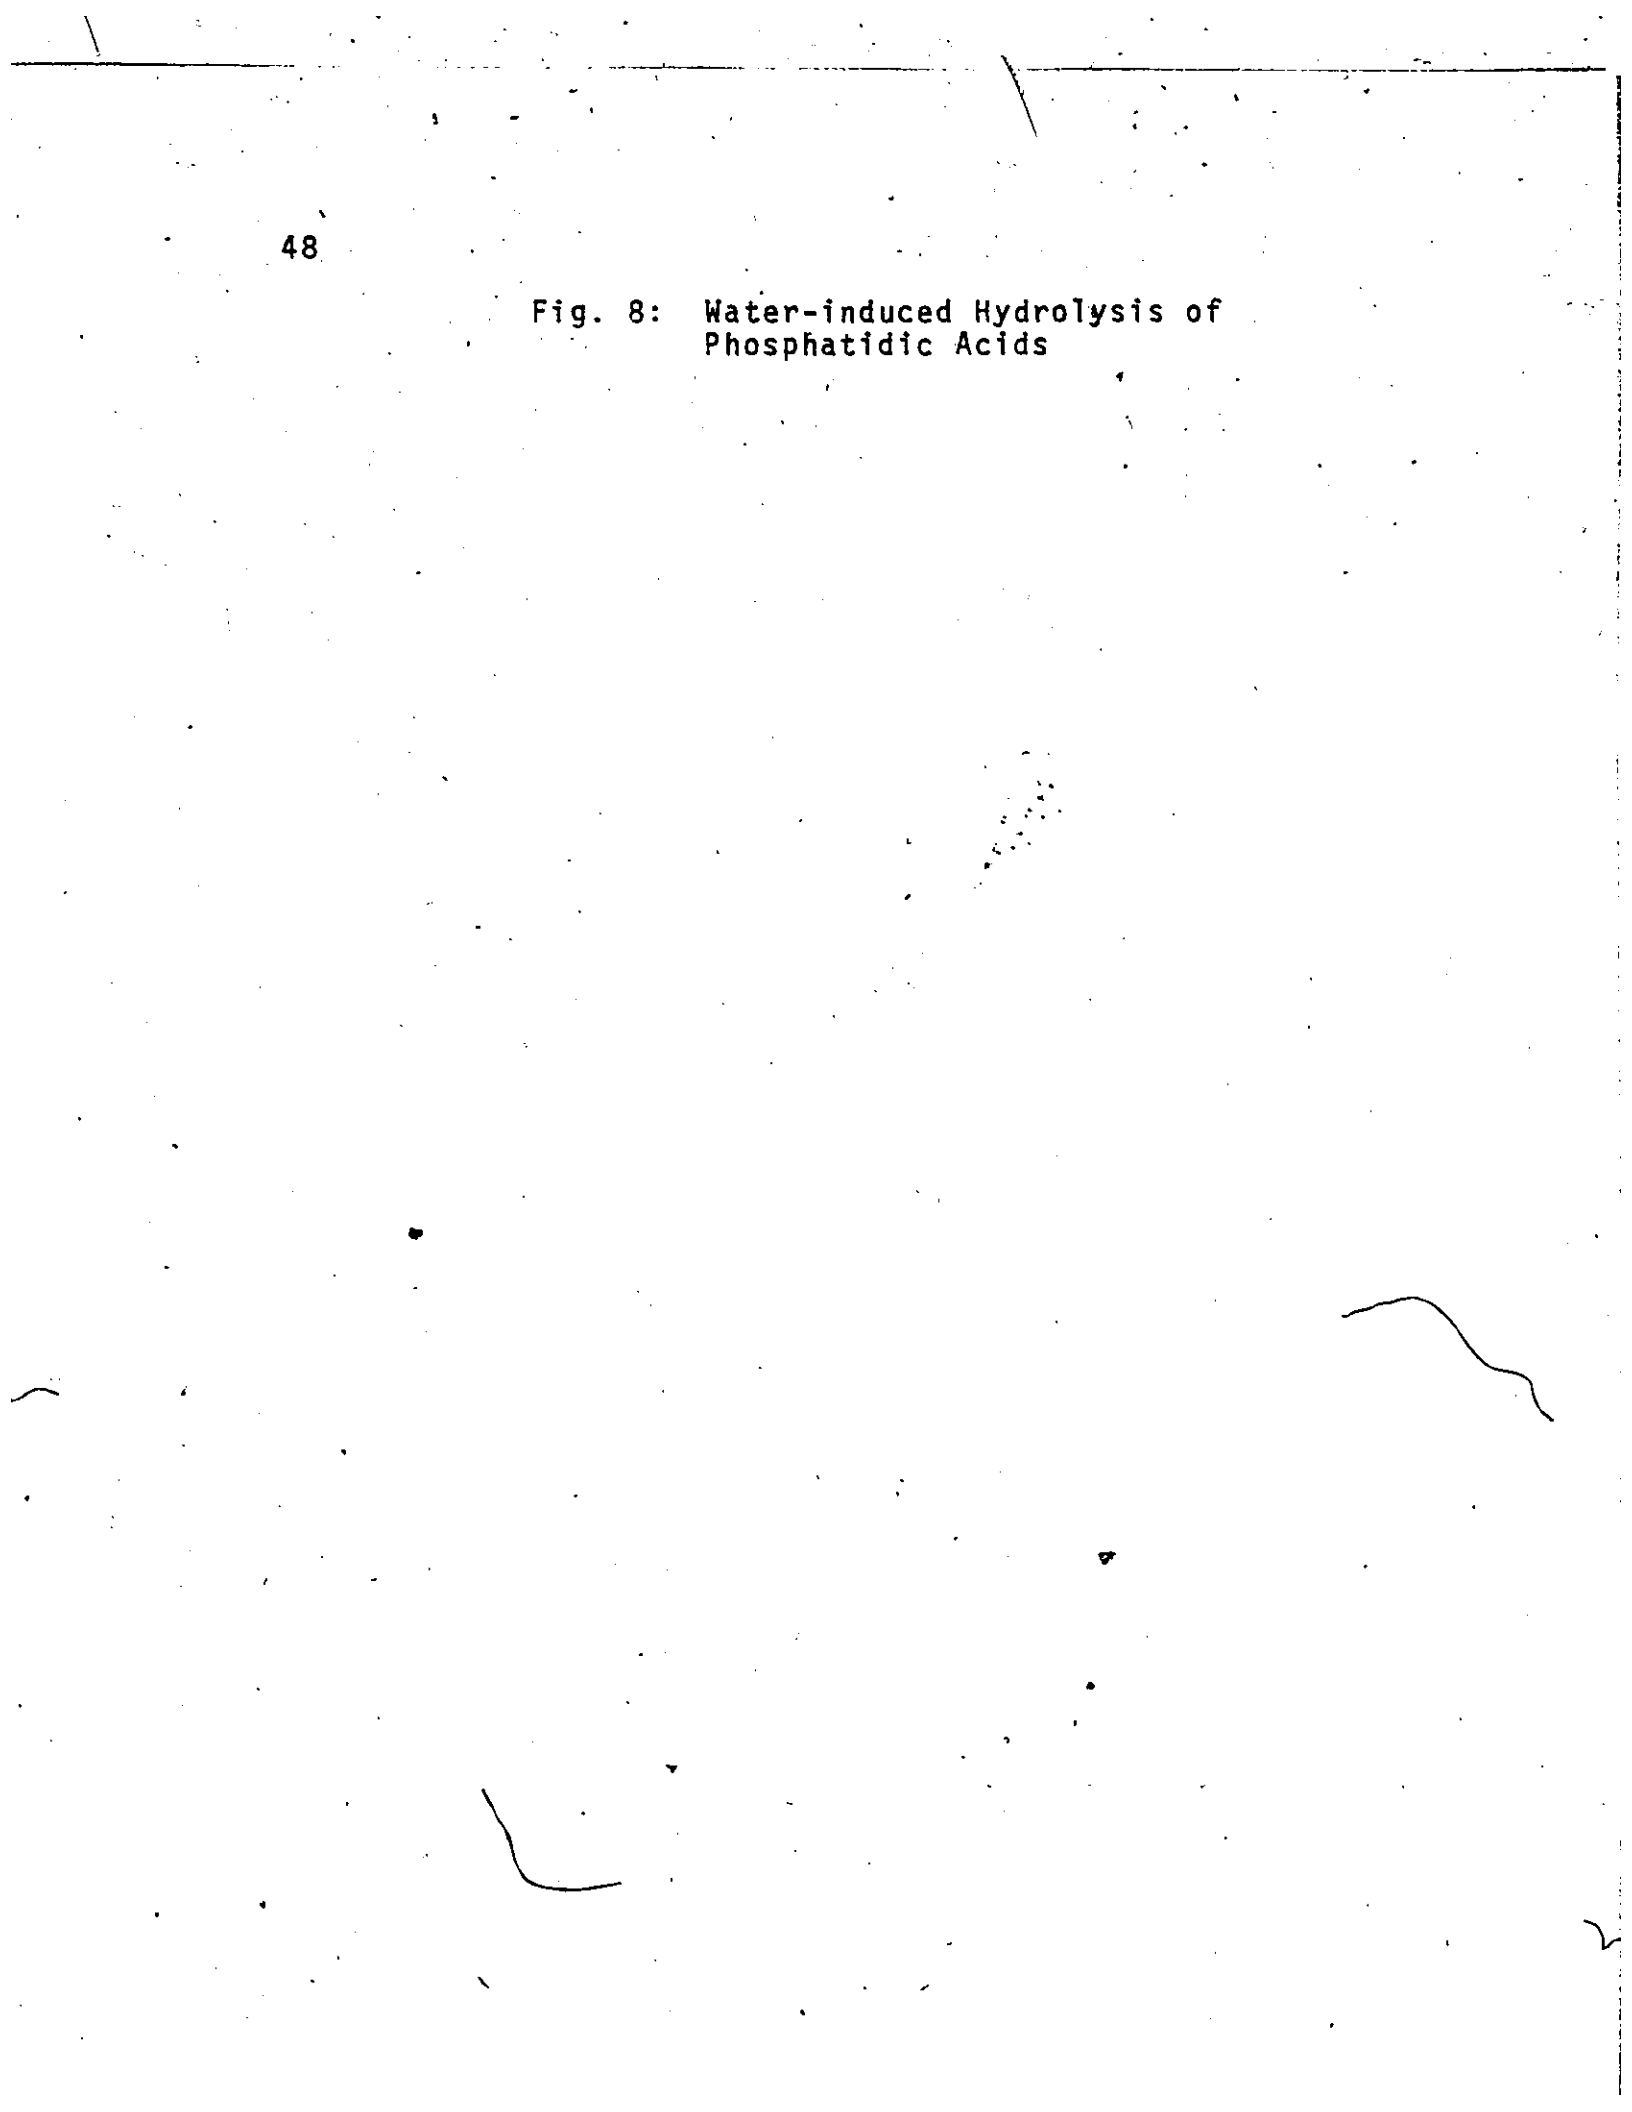 48
Fig. 8: Water-induced Hydrolysis of
Phosphatidic Acids